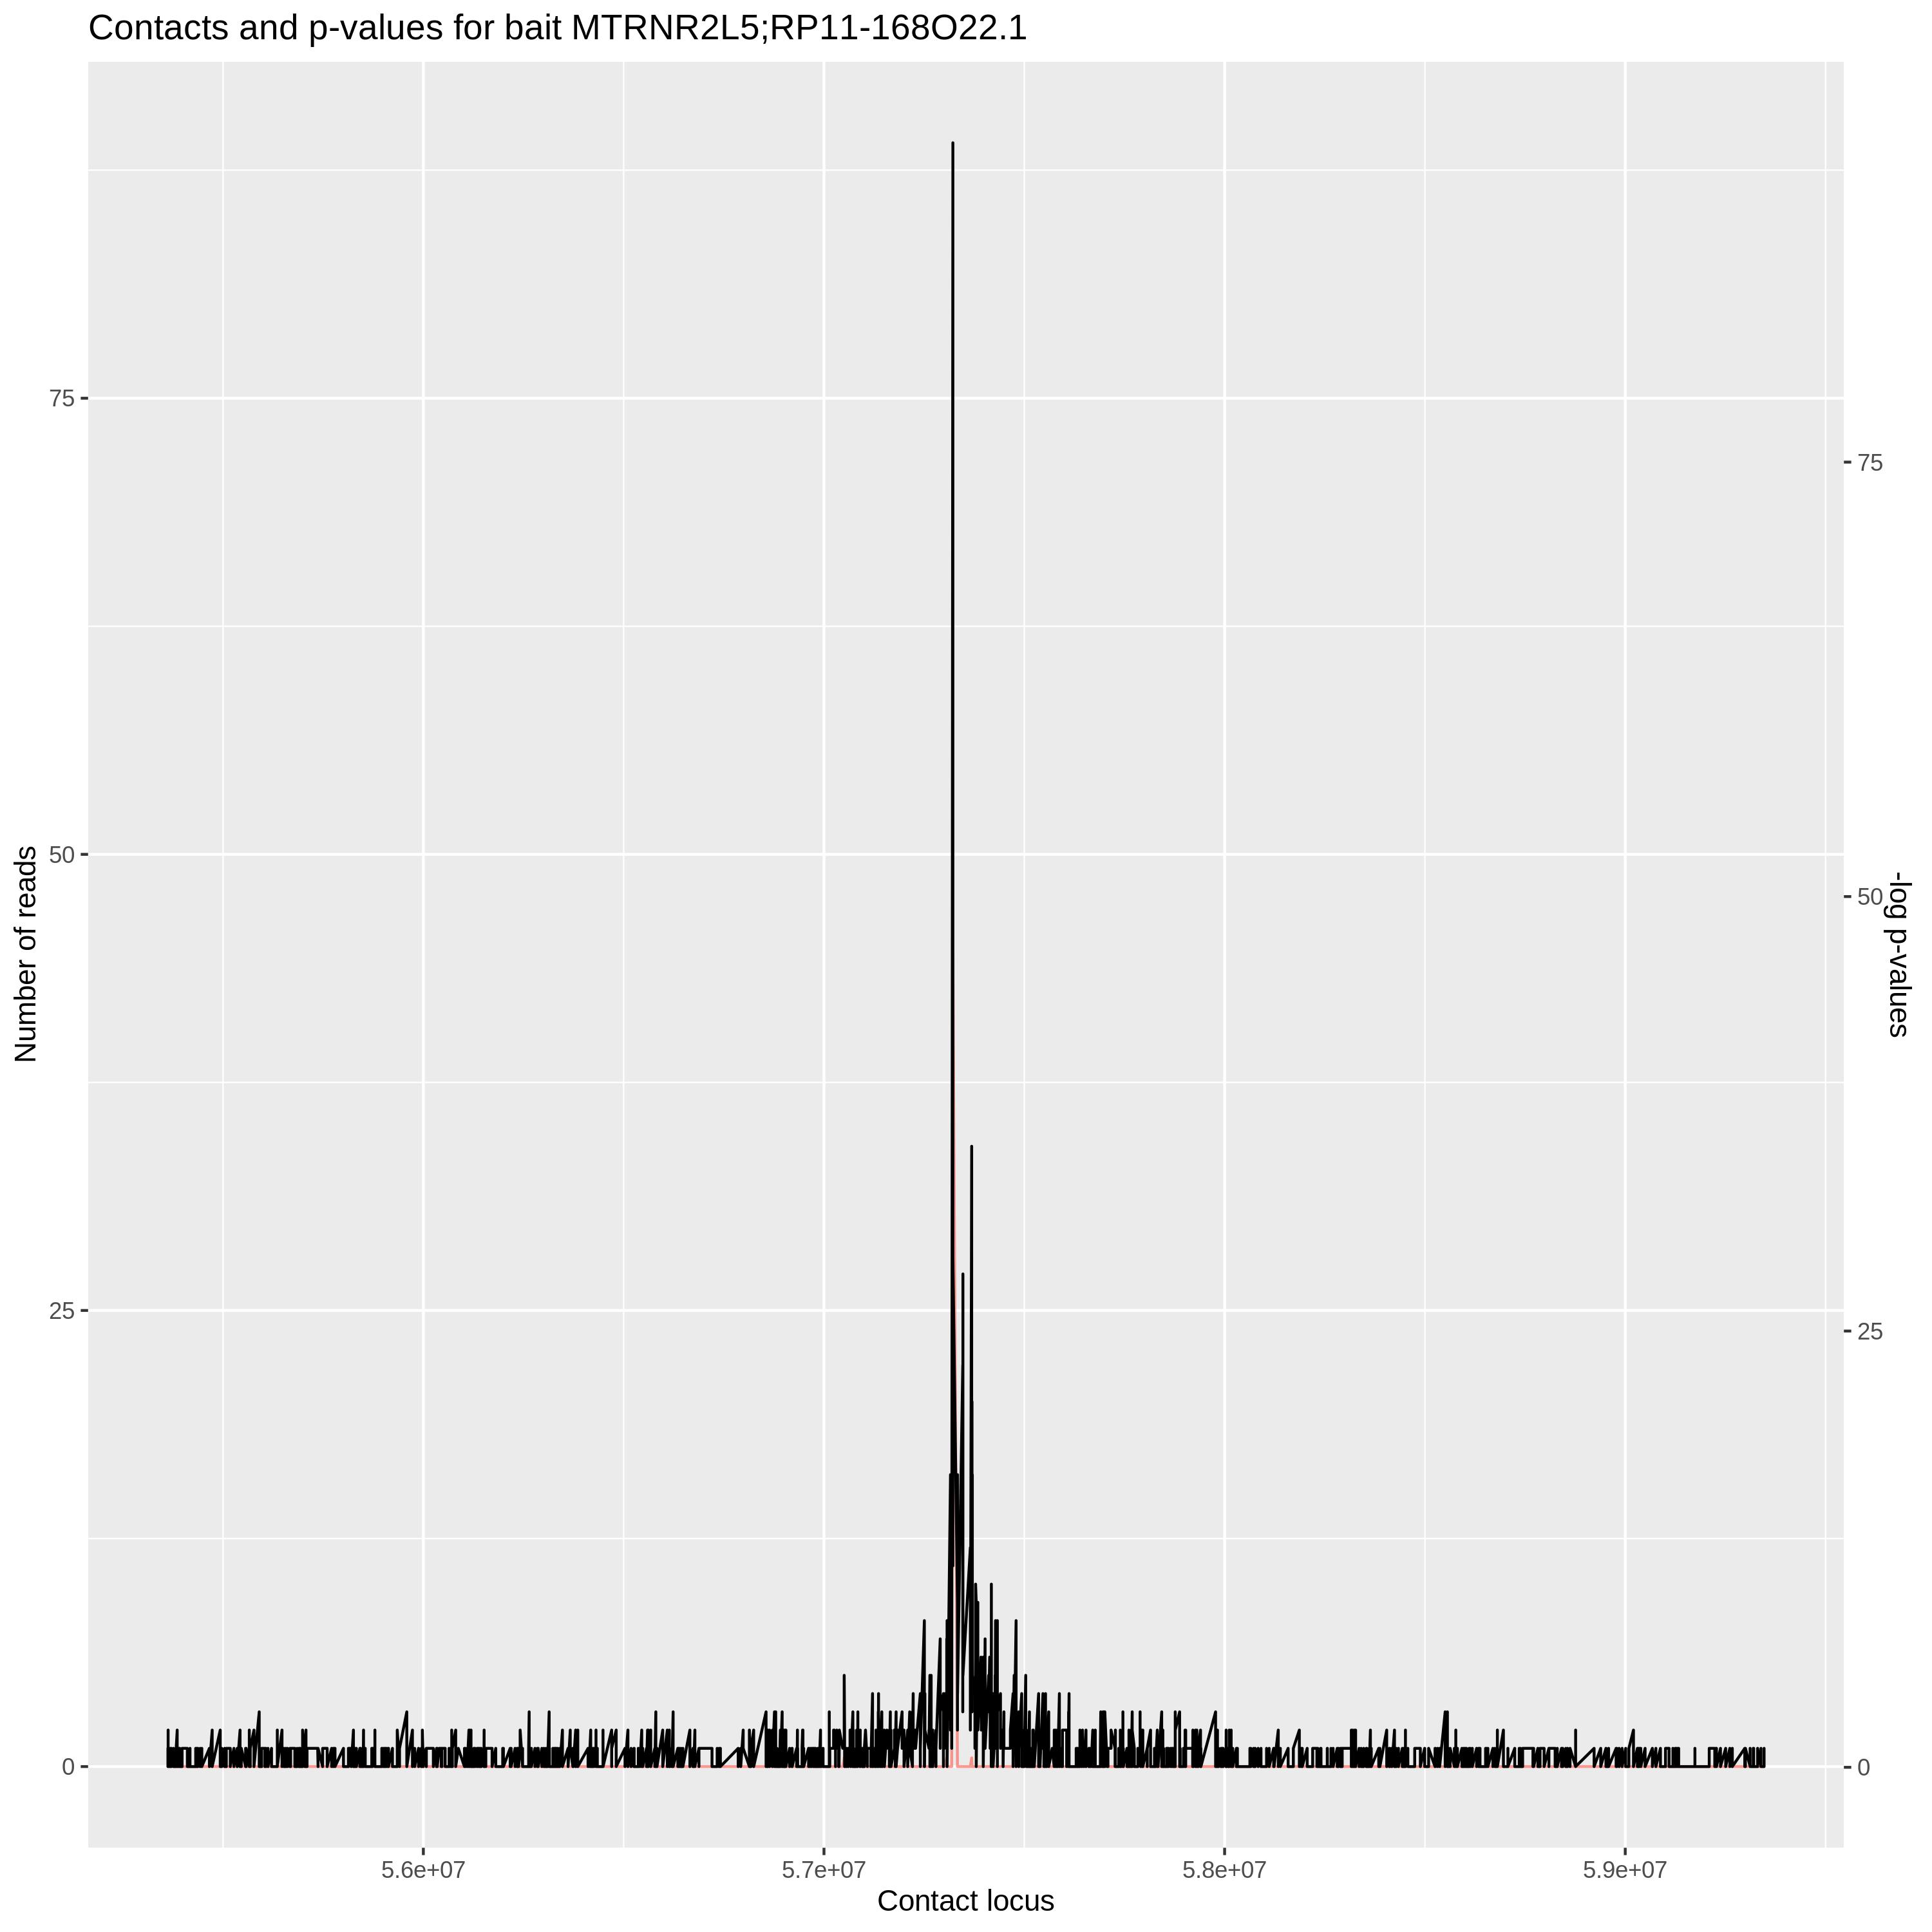 Contacts and p-values for bait MTRNR2L5;RP11-168O22.1
75
50
25
0
Number of reads
75
50
25
0
-log p-values
5.6e+07 5.7e+07 5.8e+07 5.9e+07
Contact locus